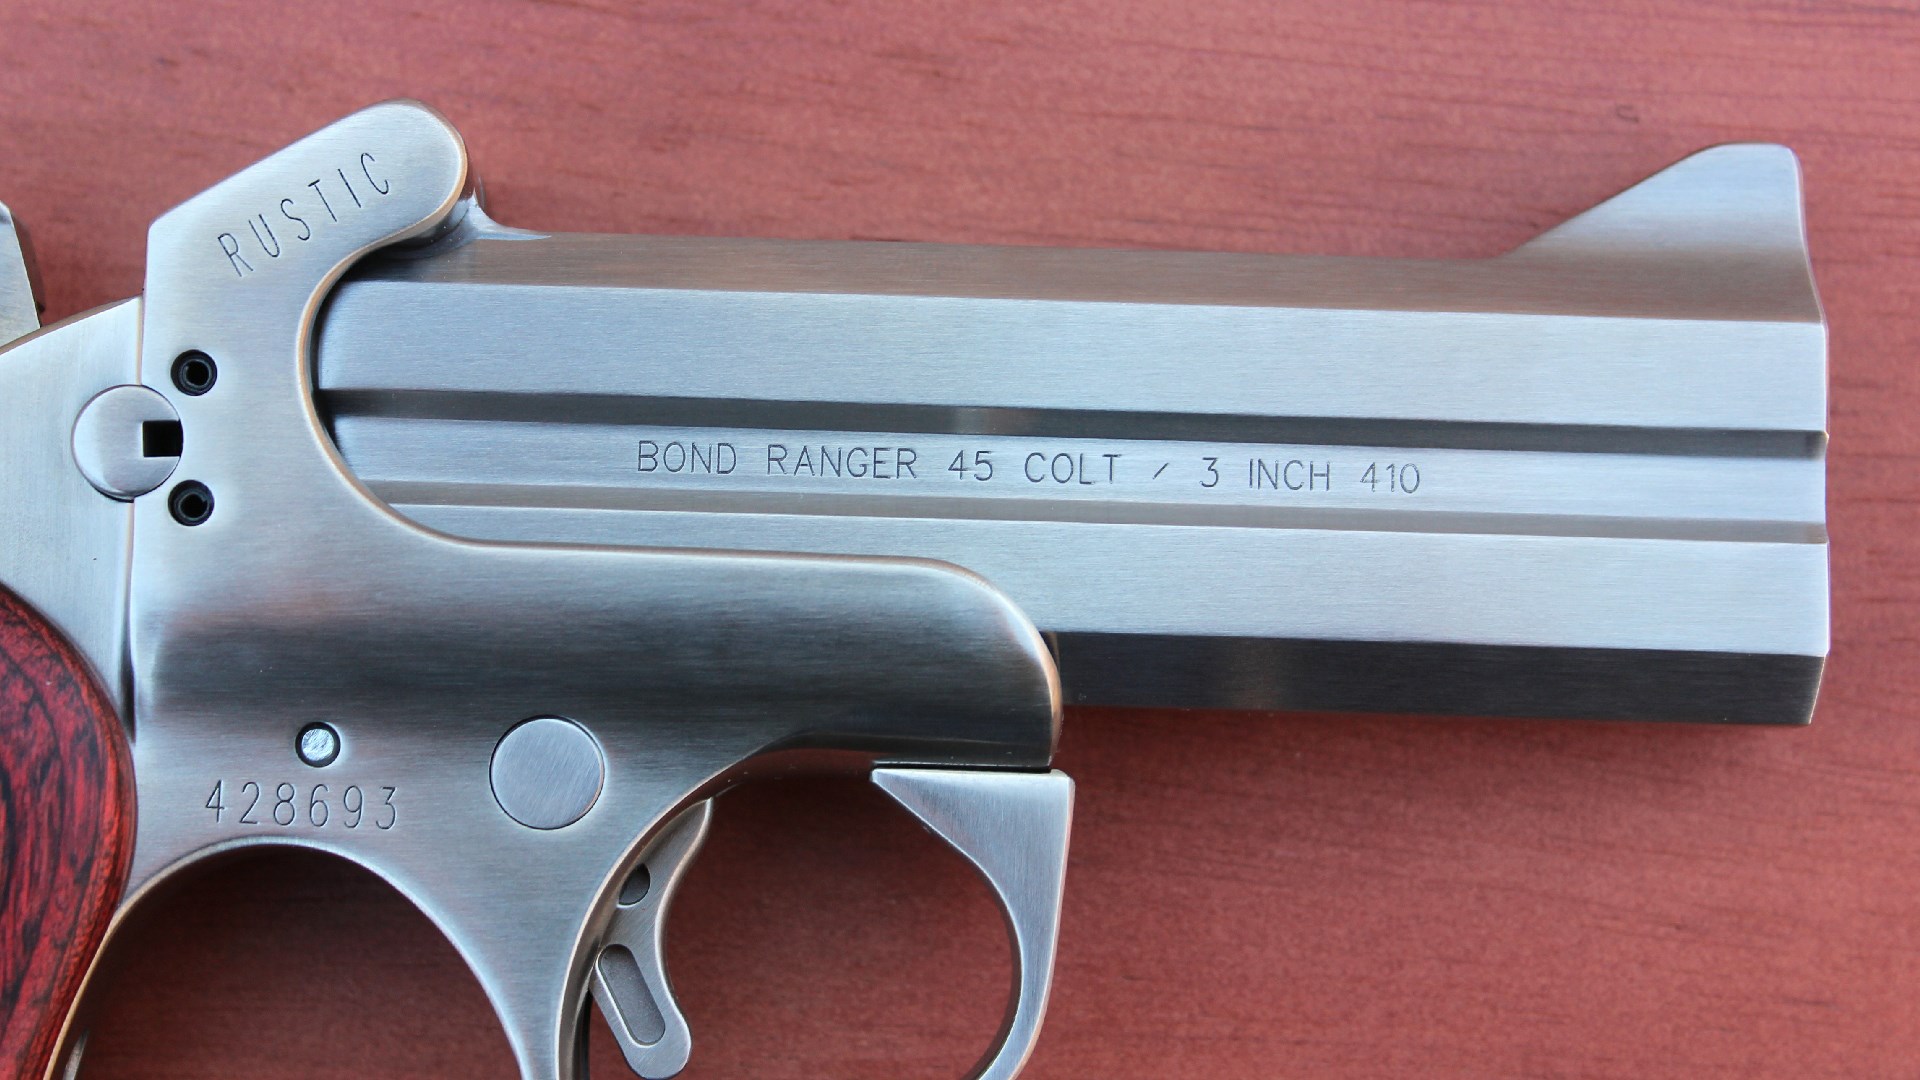 RUSTIC
BOND RANGER 45 COLT / 3 INCH 410
428693